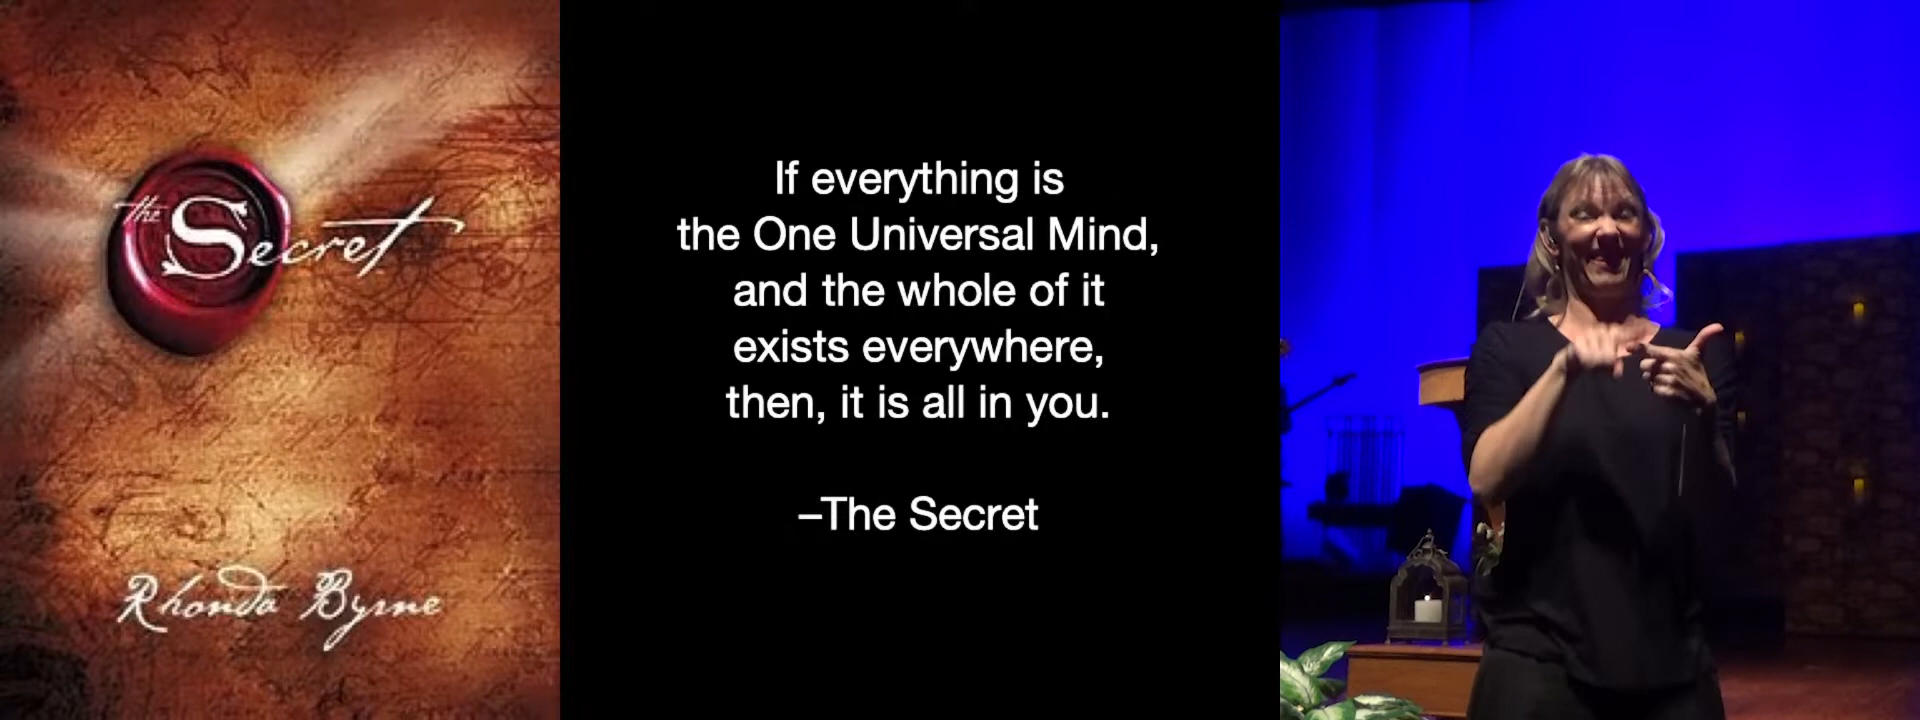 the Secret
Rhonda Byrne
If everything is
the One Universal Mind,
and the whole of it
exists everywhere,
then, it is all in you.
–The Secret